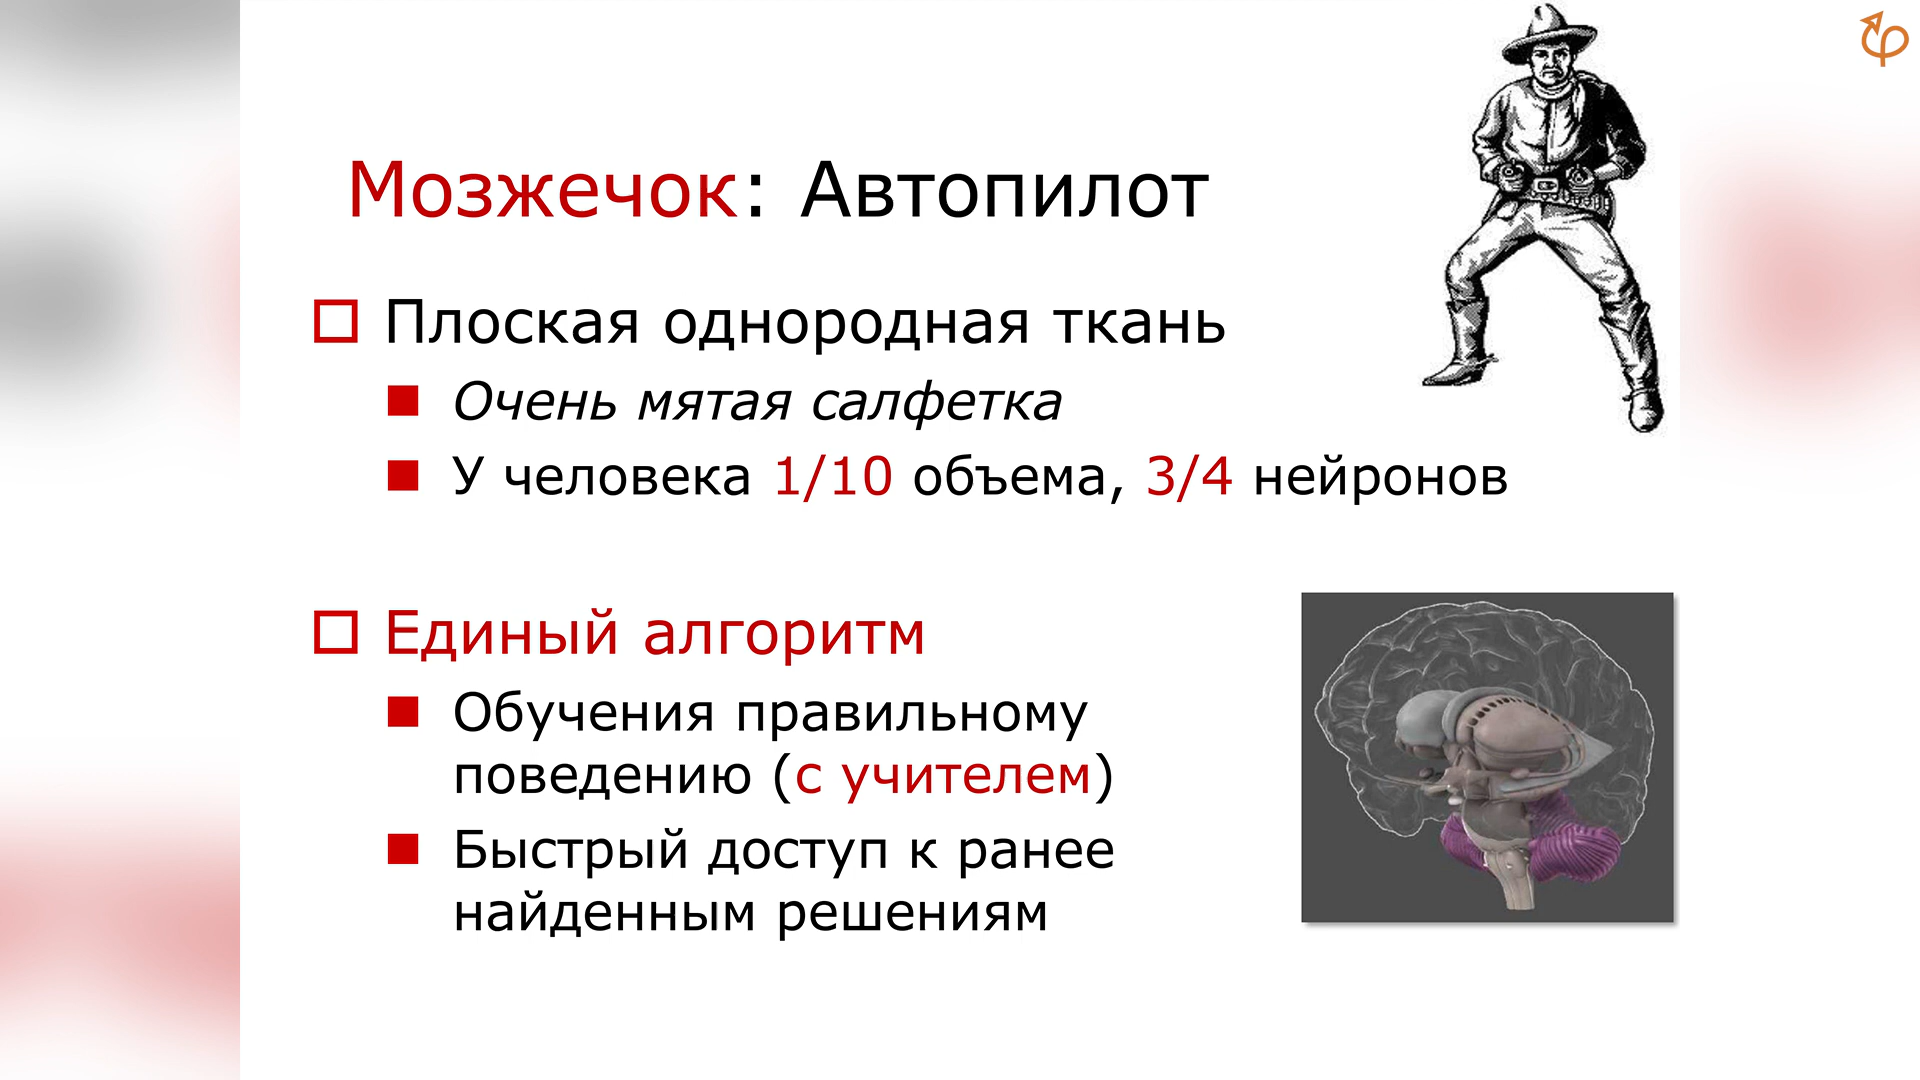 Мозжечок: Автопилот
Плоская однородная ткань
Очень мятая салфетка
У человека 1/10 объема, 3/4 нейронов
Единый алгоритм
Обучения правильному
поведению (с учителем)
Быстрый доступ к ранее
найденным решениям